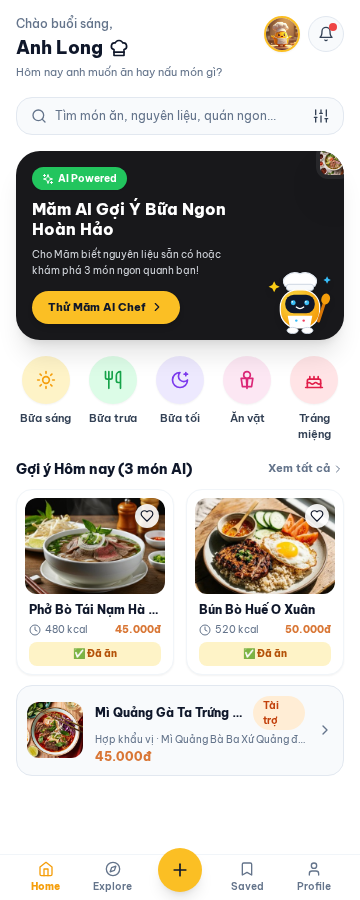 Chào buổi sáng,
Anh Long
Hôm nay anh muốn ăn hay nấu món gì?
Tìm món ăn, nguyên liệu, quán ngon...
AI Powered
Măm AI Gợi Ý Bữa Ngon
Hoàn Hảo
Cho Măm biết nguyên liệu sẵn có hoặc
khám phá 3 món ngon quanh bạn!
Thử Măm AI Chef
Bữa sáng
Bữa trưa
Bữa tối
Ăn vặt
Tráng
miệng
Gợi ý Hôm nay (3 món AI)
Xem tất cả
Phở Bò Tái Nạm Hà ...
480 kcal
45.000đ
✅ Đã ăn
Bún Bò Huế O Xuân
520 kcal
50.000đ
✅ Đã ăn
Mì Quảng Gà Ta Trứng ...
Tài
trợ
Hợp khẩu vị · Mì Quảng Bà Ba Xứ Quảng đ...
45.000đ
Home
Explore
Saved
Profile